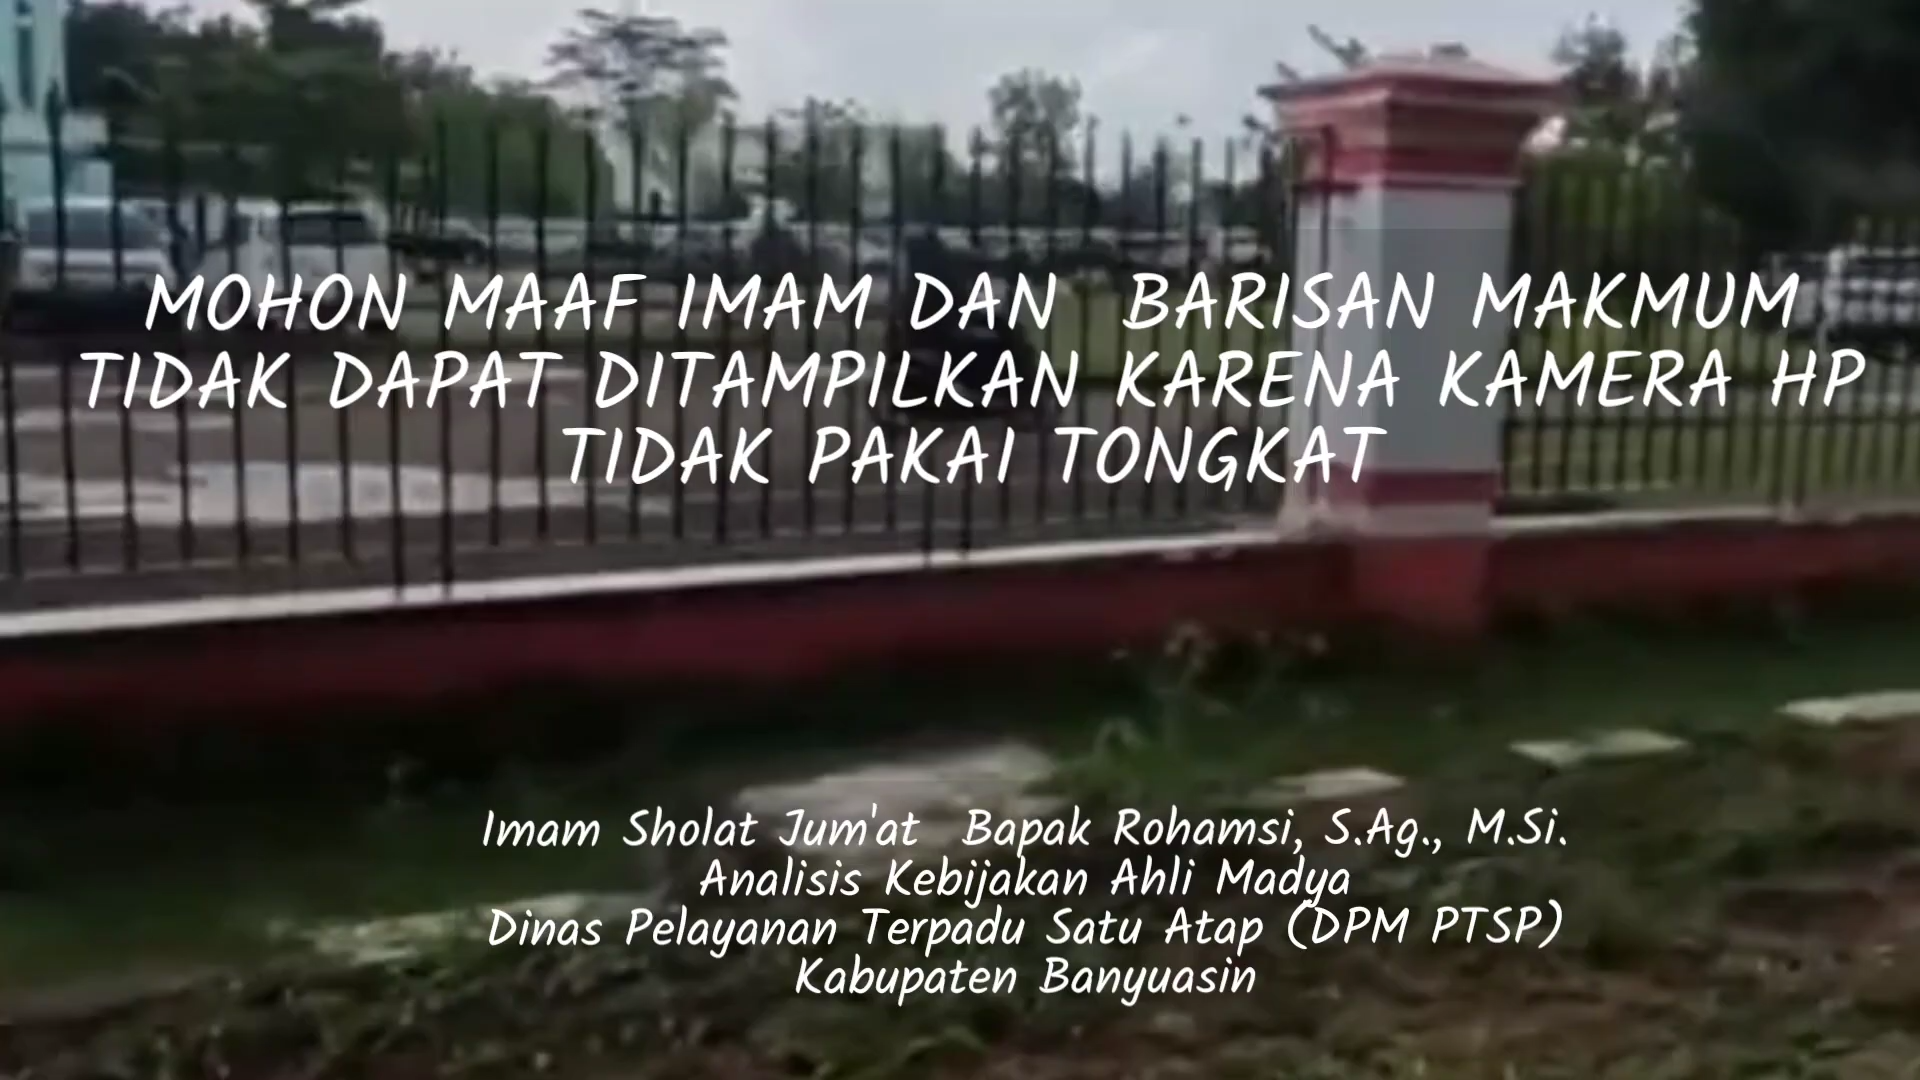 MOHON MAAF IMAM DAN BARISAN MAKMUM
TIDAK DAPAT DITAMPILKAN KARENA KAMERA HP
TIDAK PAKAI TONGKAT
Imam Sholat Jum'at Bapak Rohamsi, S.Ag., M.Si.
Analisis Kebijakan Ahli Madya
Dinas Pelayanan Terpadu Satu Atap (DPM PTSP)
Kabupaten Banyuasin